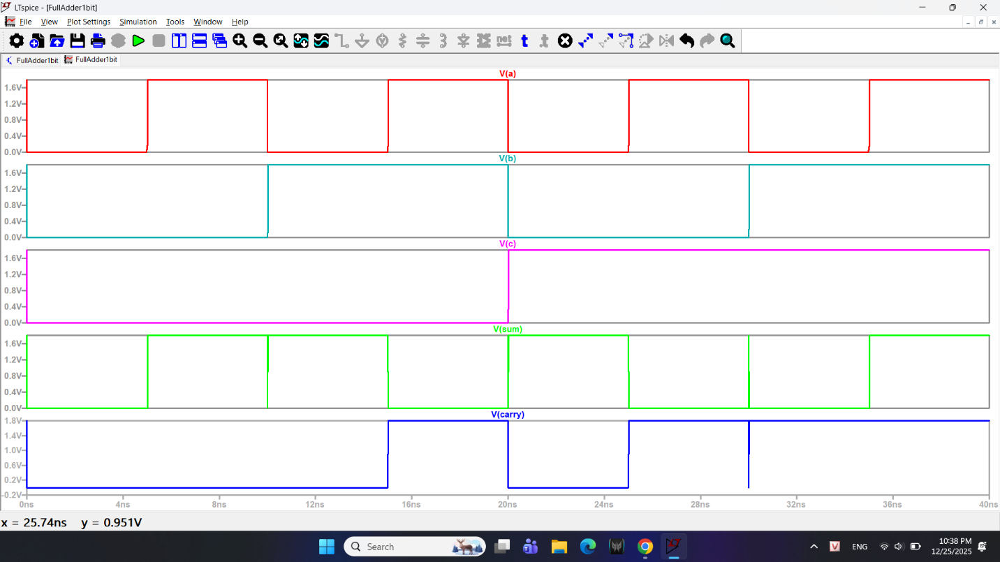 LTspice - [FullAdder1bit]
File View Plot Settings Simulation Tools Window Help
net t t
FullAdder1bit FullAdder1bit
V(a)
1.6V
1.2V
0.8V
0.4V
0.0V
V(b)
1.6V
1.2V
0.8V
0.4V
0.0V
V(c)
1.6V
1.2V
0.8V
0.4V
0.0V
V(sum)
1.6V
1.2V
0.8V
0.4V
0.0V
V(carry)
1.8V
1.4V
1.0V
0.6V
0.2V
-0.2V
0ns 4ns 8ns 12ns 16ns 20ns 24ns 28ns 32ns 36ns 40ns
x = 25.74ns y = 0.951V
Search
V ENG
10:38 PM
12/25/2025